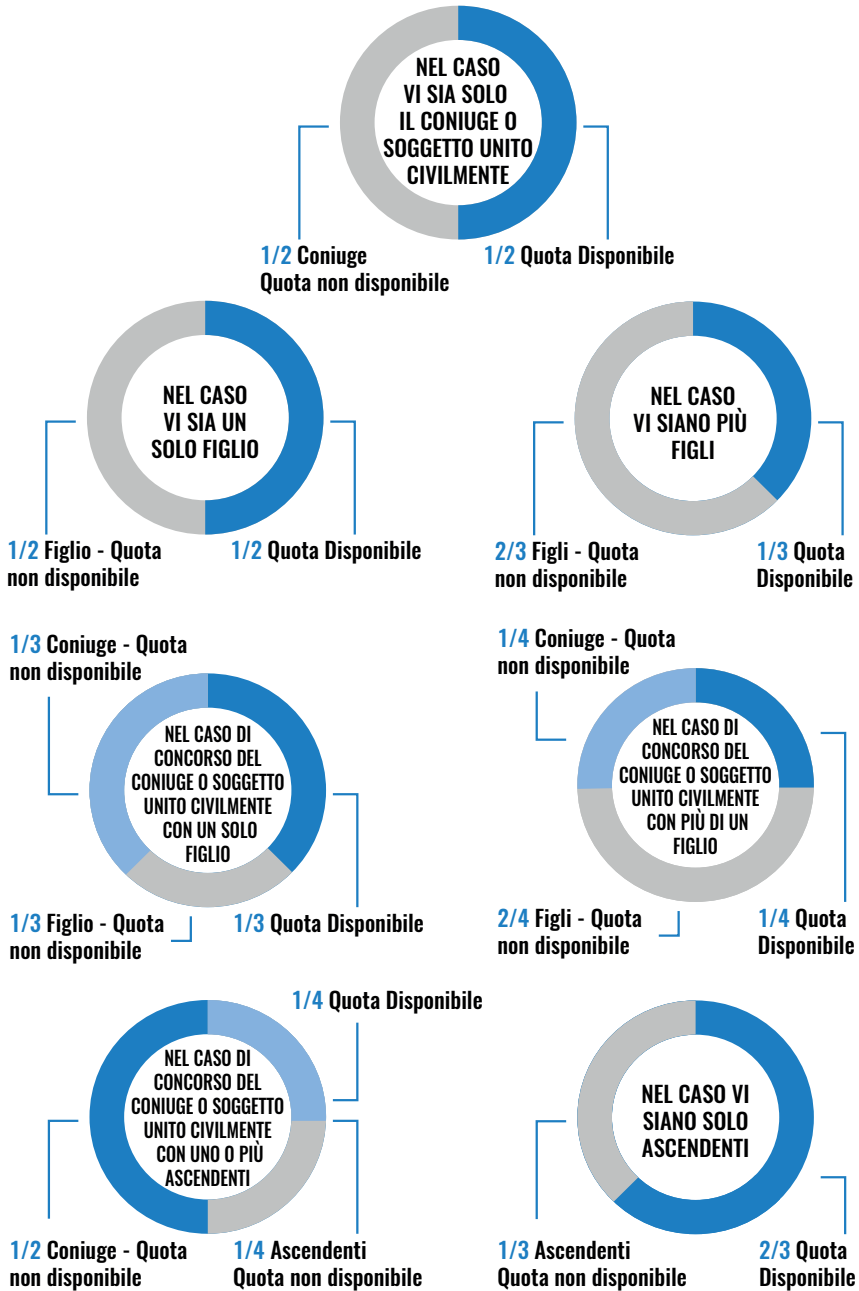 NEL CASO
VI SIA SOLO
IL CONIUGE O
SOGGETTO UNITO
CIVILMENTE
1/2 Coniuge
Quota non disponibile
1/2 Quota Disponibile
NEL CASO
VI SIA UN
SOLO FIGLIO
1/2 Figlio - Quota
non disponibile
1/2 Quota Disponibile
NEL CASO
VI SIANO PIÙ
FIGLI
2/3 Figli - Quota
non disponibile
1/3 Quota
Disponibile
1/3 Coniuge - Quota
non disponibile
NEL CASO DI
CONCORSO DEL
CONIUGE O SOGGETTO
UNITO CIVILMENTE
CON UN SOLO
FIGLIO
1/3 Figlio - Quota
non disponibile
1/3 Quota Disponibile
1/4 Coniuge - Quota
non disponibile
NEL CASO DI
CONCORSO DEL
CONIUGE O SOGGETTO
UNITO CIVILMENTE
CON PIÙ DI UN
FIGLIO
2/4 Figli - Quota
non disponibile
1/4 Quota
Disponibile
1/4 Quota Disponibile
NEL CASO DI
CONCORSO DEL
CONIUGE O SOGGETTO
UNITO CIVILMENTE
CON UNO O PIÙ
ASCENDENTI
1/2 Coniuge - Quota
non disponibile
1/4 Ascendenti
Quota non disponibile
NEL CASO VI
SIANO SOLO
ASCENDENTI
1/3 Ascendenti
Quota non disponibile
2/3 Quota
Disponibile